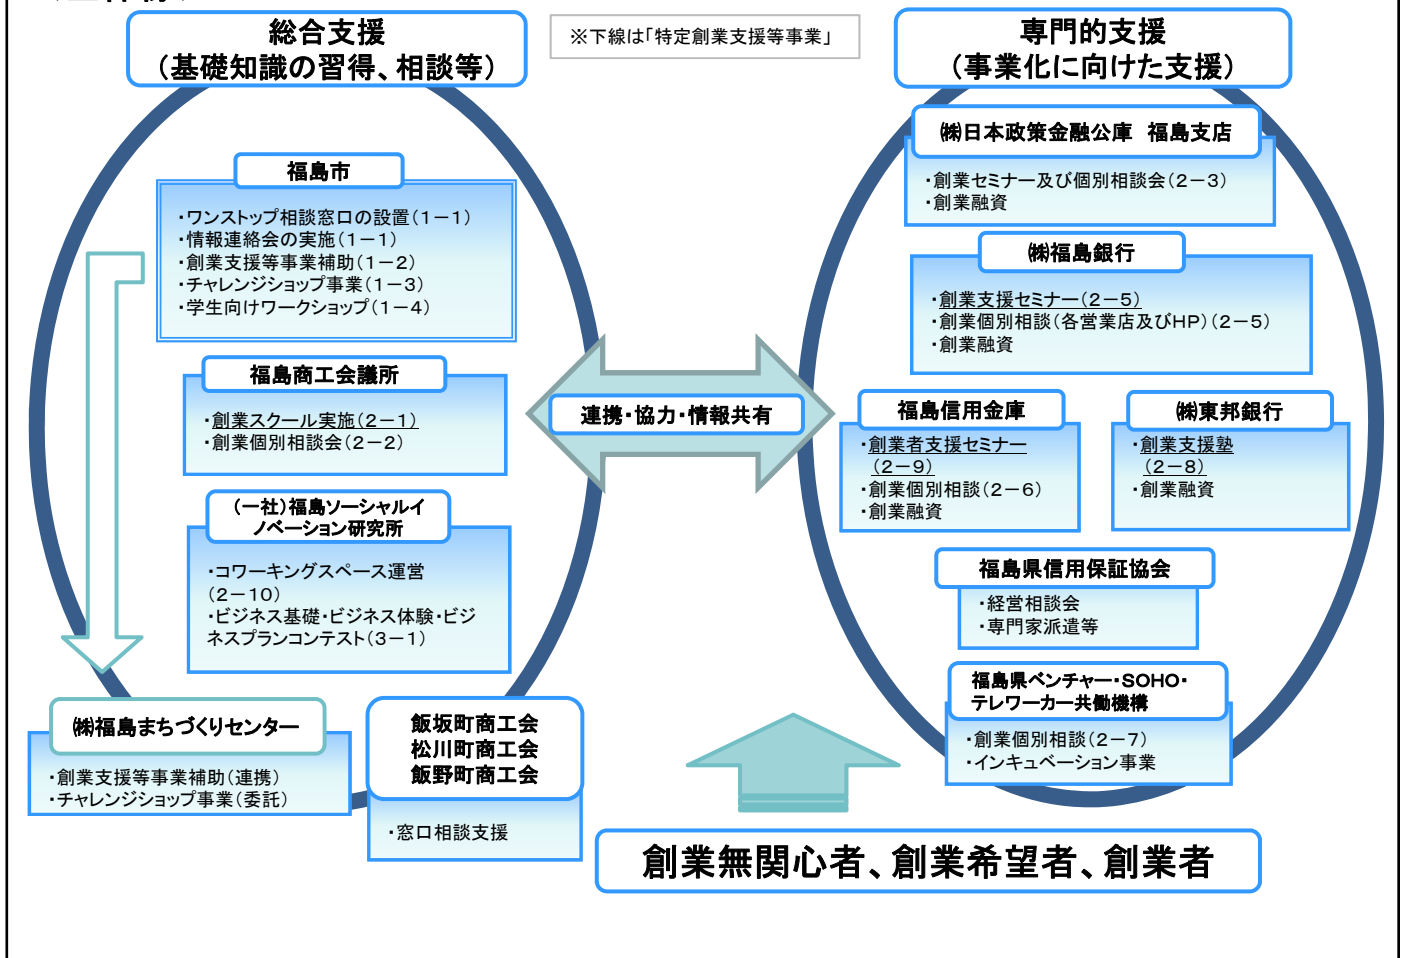 総合支援
(基礎知識の習得、相談等)
※下線は「特定創業支援等事業」
専門的支援
(事業化に向けた支援)
福島市
・ワンストップ相談窓口の設置(1－1)
・情報連絡会の実施(1－1)
・創業支援等事業補助(1－2)
・チャレンジショップ事業(1－3)
・学生向けワークショップ(1－4)
福島商工会議所
・創業スクール実施(2－1)
・創業個別相談会(2－2)
(一社)福島ソーシャルイ
ノベーション研究所
・コワーキングスペース運営
(2－10)
・ビジネス基礎・ビジネス体験・ビジ
ネスプランコンテスト(3－1)
㈱福島まちづくりセンター
・創業支援等事業補助(連携)
・チャレンジショップ事業(委託)
飯坂町商工会
松川町商工会
飯野町商工会
・窓口相談支援
連携・協力・情報共有
㈱日本政策金融公庫　福島支店
・創業セミナー及び個別相談会(2－3)
・創業融資
㈱福島銀行
・創業支援セミナー(2－5)
・創業個別相談(各営業店及びHP)(2－5)
・創業融資
福島信用金庫
・創業者支援セミナー
(2－9)
・創業個別相談(2－6)
・創業融資
㈱東邦銀行
・創業支援塾
(2－8)
・創業融資
福島県信用保証協会
・経営相談会
・専門家派遣等
福島県ベンチャー・SOHO・
テレワーカー共働機構
・創業個別相談(2－7)
・インキュベーション事業
創業無関心者、創業希望者、創業者